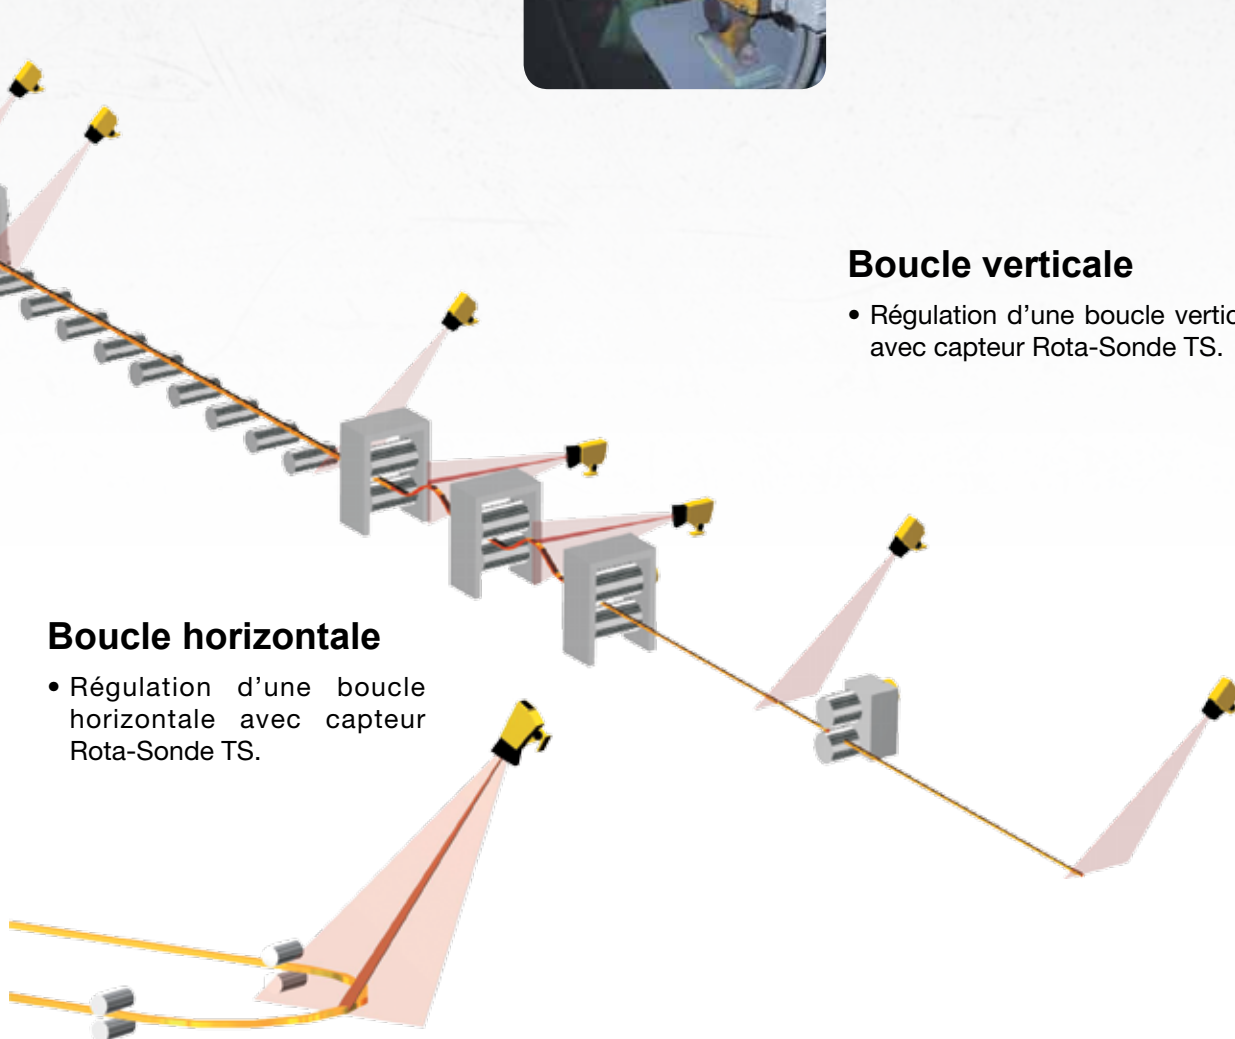 Boucle verticale
• Régulation d’une boucle
avec capteur Rota-Sonde TS.
Boucle horizontale
• Régulation d’une boucle
horizontale avec capteur
Rota-Sonde TS.